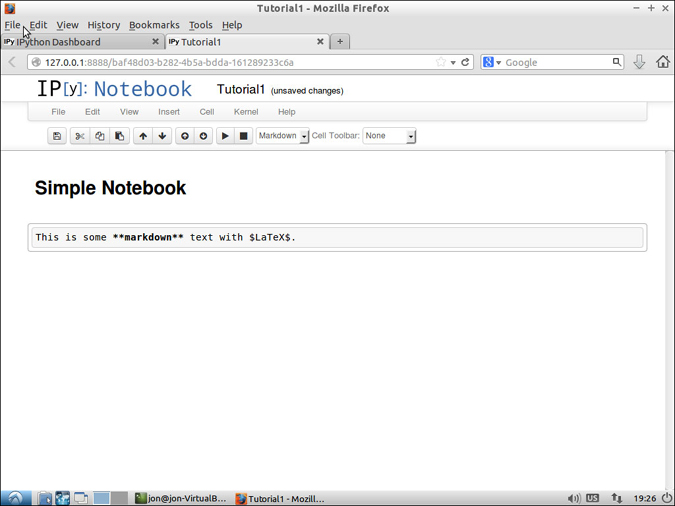 Tutorial1 - Mozilla Firefox
File Edit View History Bookmarks Tools Help
IPy IPython Dashboard IPy Tutorial1
127.0.0.1:8888/baf48d03-b282-4b5a-bdda-161289233c6a Google
IP[y]: Notebook Tutorial1 (unsaved changes)
File Edit View Insert Cell Kernel Help
Markdown Cell Toolbar: None
Simple Notebook
This is some **markdown** text with $LaTeX$.
jon@jon-VirtualB... Tutorial1 - Mozilla... US 19:26